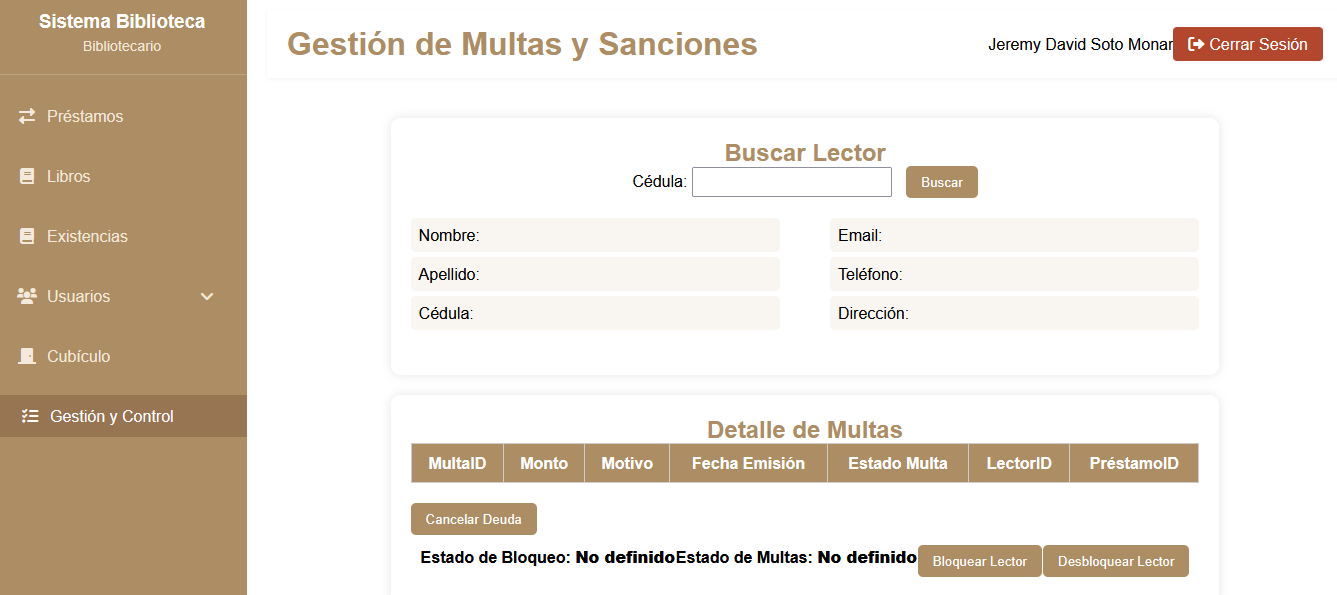 Sistema Biblioteca
Bibliotecario
Préstamos
Libros
Existencias
Usuarios
Cubículo
Gestión y Control
Gestión de Multas y Sanciones
Jeremy David Soto Monar
Cerrar Sesión
Buscar Lector
Cédula:
Buscar
Nombre:
Email:
Apellido:
Teléfono:
Cédula:
Dirección:
Detalle de Multas
MultaID Monto Motivo Fecha Emisión Estado Multa LectorID PréstamoID
Cancelar Deuda
Estado de Bloqueo: No definidoEstado de Multas: No definido Bloquear Lector Desbloquear Lector